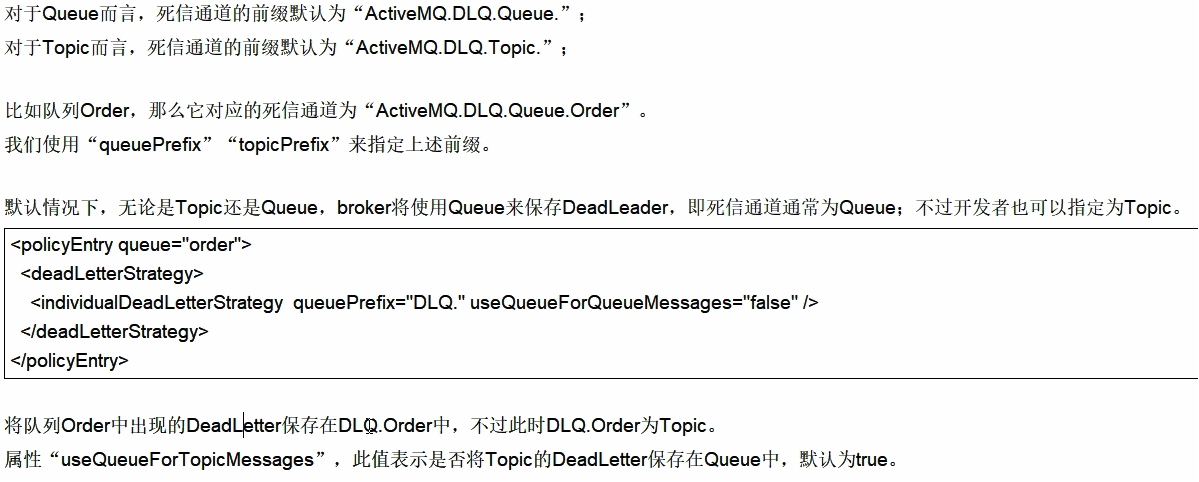 对于Queue而言，死信通道的前缀默认为“ActiveMQ.DLQ.Queue.”；
对于Topic而言，死信通道的前缀默认为“ActiveMQ.DLQ.Topic.”；
比如队列Order，那么它对应的死信通道为“ActiveMQ.DLQ.Queue.Order”。
我们使用“queuePrefix”“topicPrefix”来指定上述前缀。
默认情况下，无论是Topic还是Queue，broker将使用Queue来保存DeadLeader，即死信通道通常为Queue；不过开发者也可以指定为Topic。
<policyEntry queue="order">
<deadLetterStrategy>
<individualDeadLetterStrategy  queuePrefix="DLQ." useQueueForQueueMessages="false" />
</deadLetterStrategy>
</policyEntry>
将队列Order中出现的DeadLetter保存在DLQ.Order中，不过此时DLQ.Order为Topic。
属性“useQueueForTopicMessages”，此值表示是否将Topic的DeadLetter保存在Queue中，默认为true。